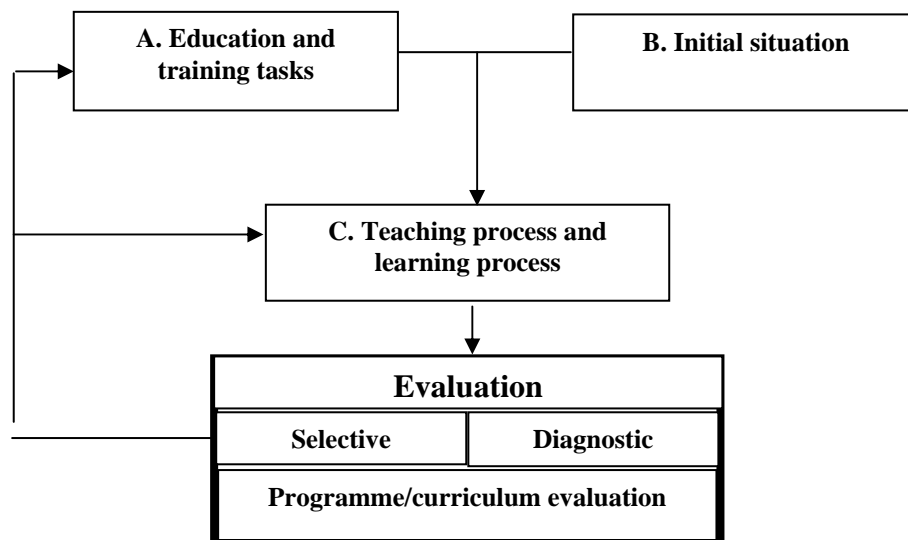 A. Education and
training tasks
B. Initial situation
C. Teaching process and
learning process
Evaluation
Selective
Diagnostic
Programme/curriculum evaluation